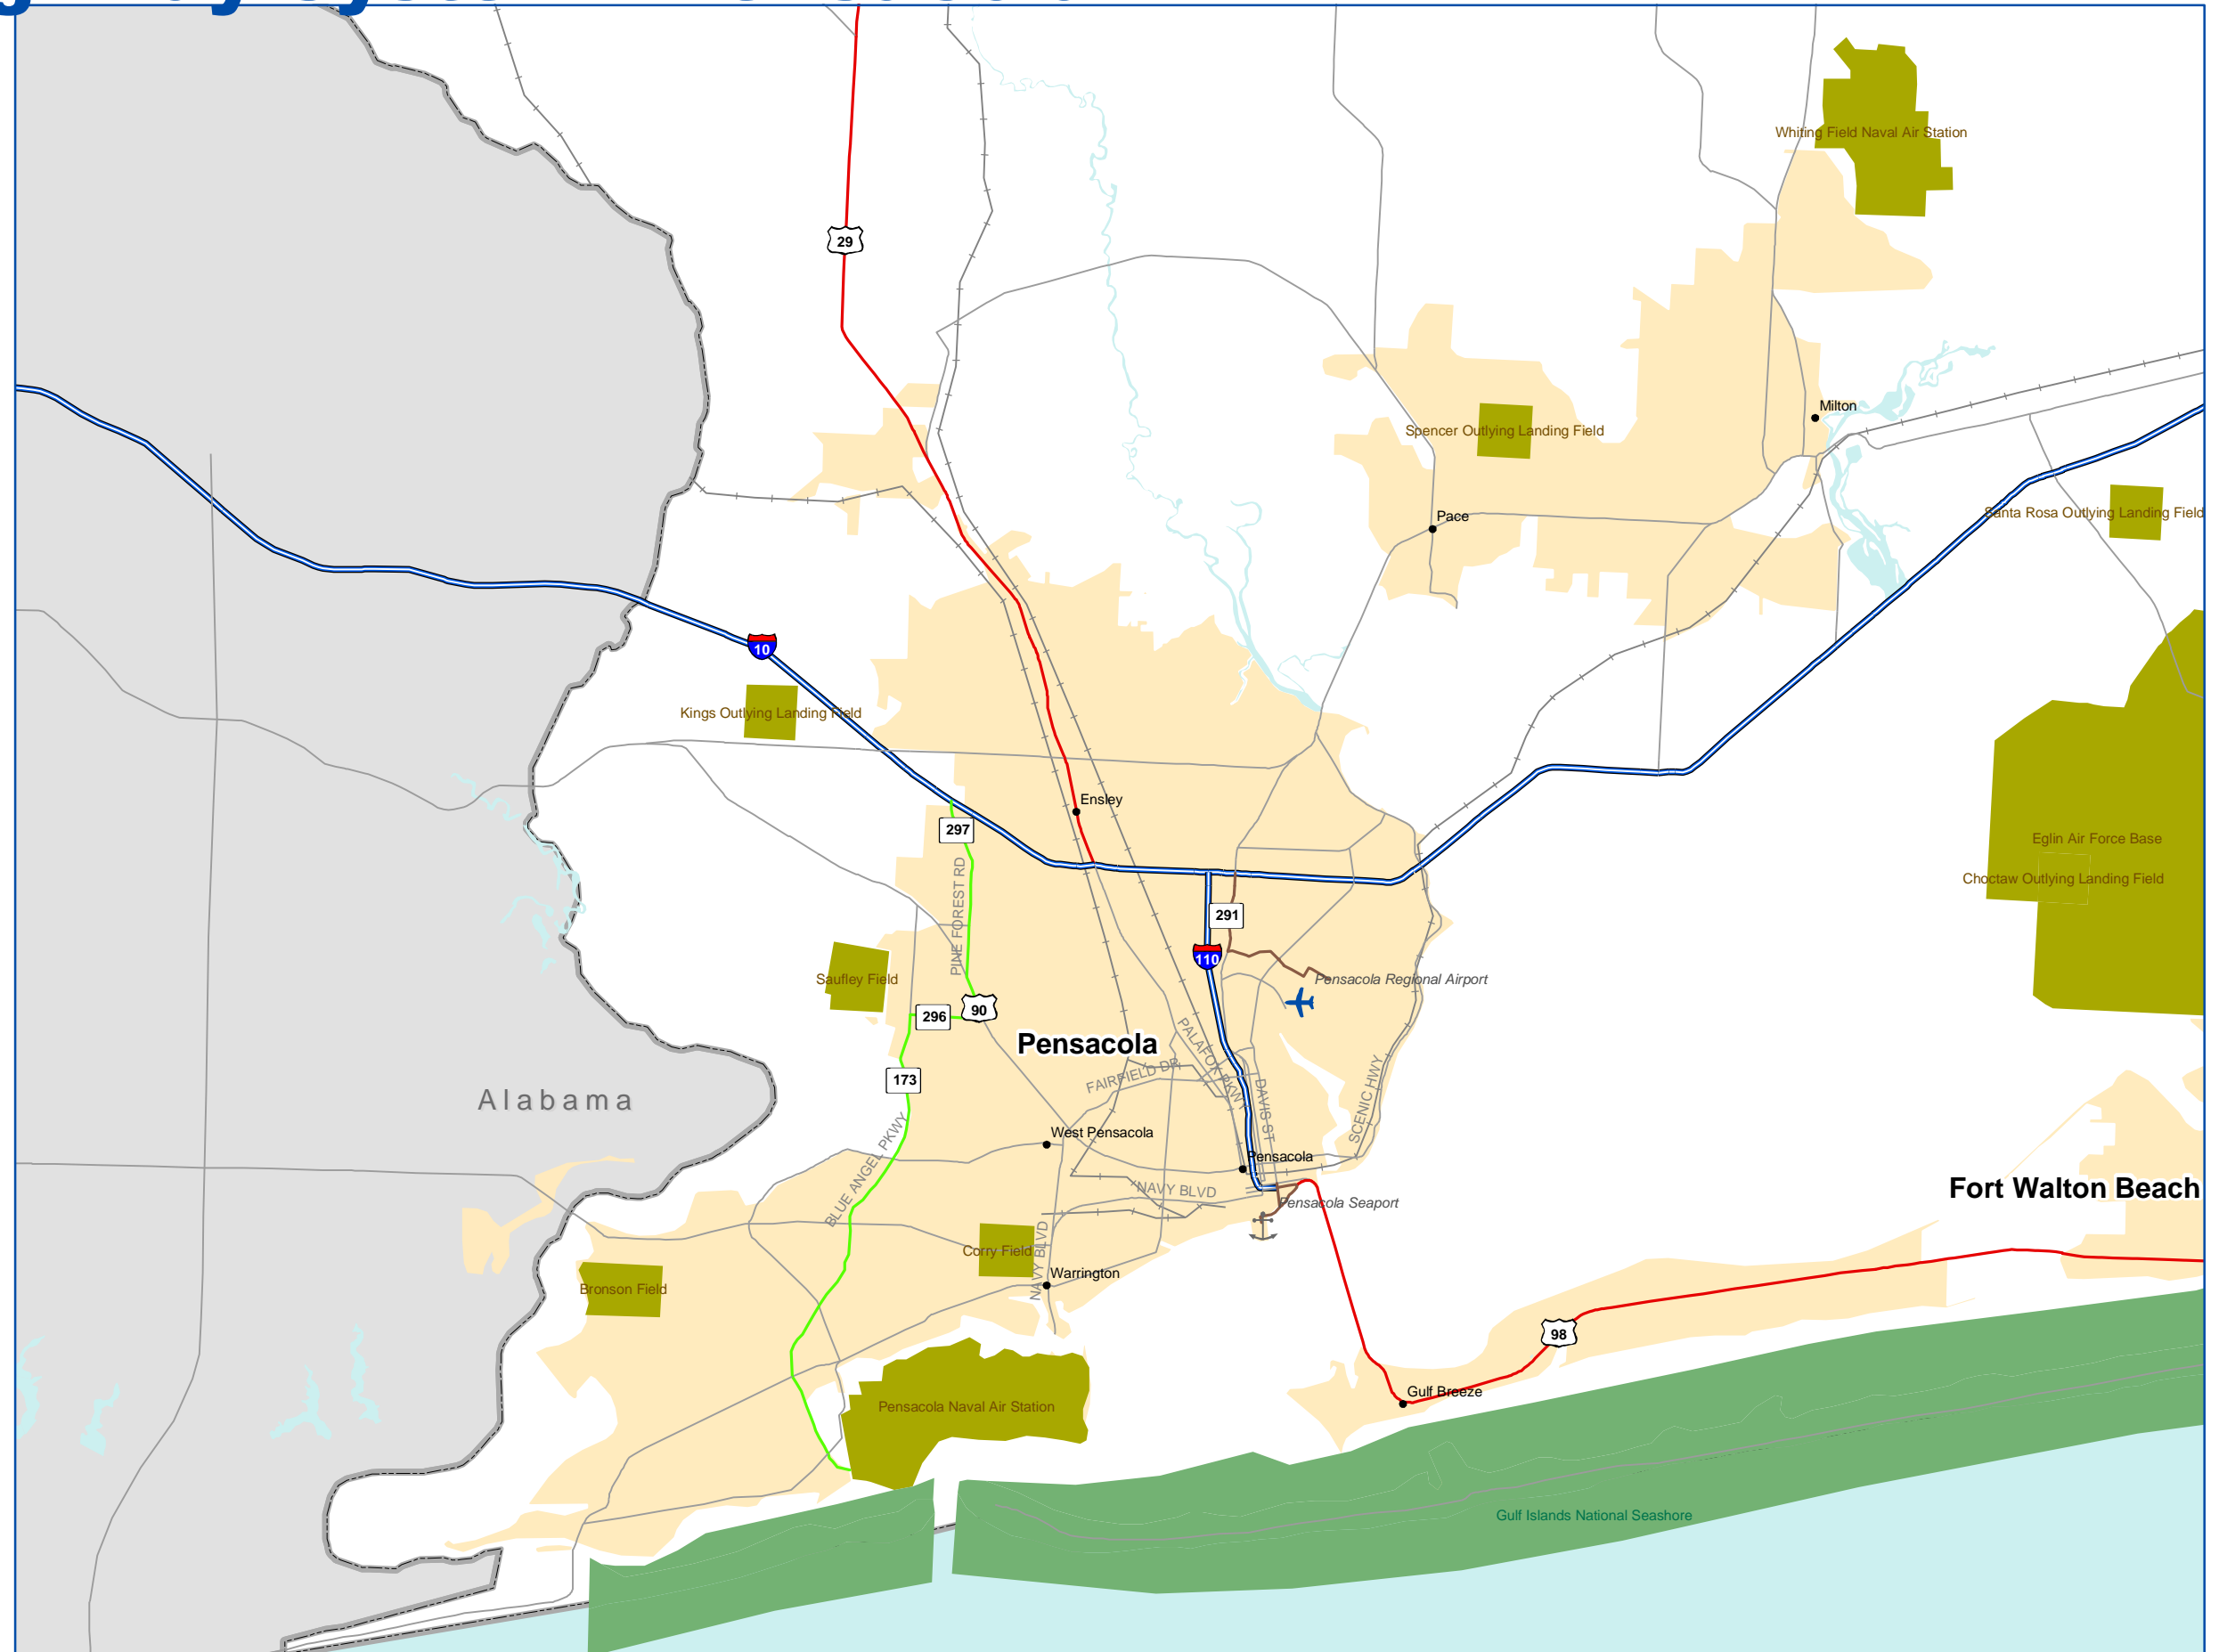 Whiting Field Naval Air Station
29
Milton
Spencer Outlying Landing Field
Pace
Santa Rosa Outlying Landing Field
10
Kings Outlying Landing Field
Ensley
297
Eglin Air Force Base
Choctaw Outlying Landing Field
PINE FOREST RD
291
110
Saufley Field
Pensacola Regional Airport
90
296
Pensacola
PALAFOX PKWY
FAIRFIELD DR
173
DAVIS ST
SCENIC HWY
Alabama
BLUE ANGEL PKWY
West Pensacola
Pensacola
NAVY BLVD
Fort Walton Beach
Pensacola Seaport
NAVY BLVD
Corry Field
Warrington
Bronson Field
98
Gulf Breeze
Pensacola Naval Air Station
Gulf Islands National Seashore